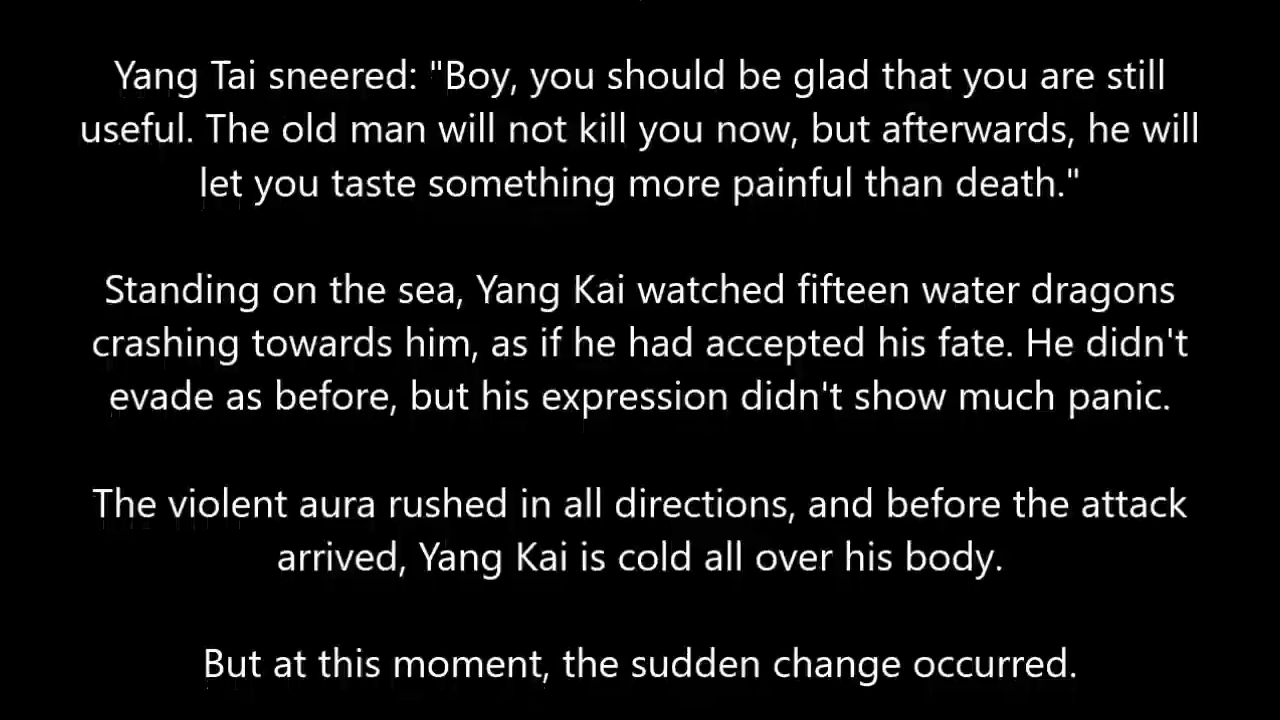 Yang Tai sneered: "Boy, you should be glad that you are still
useful. The old man will not kill you now, but afterwards, he will
let you taste something more painful than death."
Standing on the sea, Yang Kai watched fifteen water dragons
crashing towards him, as if he had accepted his fate. He didn't
evade as before, but his expression didn't show much panic.
The violent aura rushed in all directions, and before the attack
arrived, Yang Kai is cold all over his body.
But at this moment, the sudden change occurred.